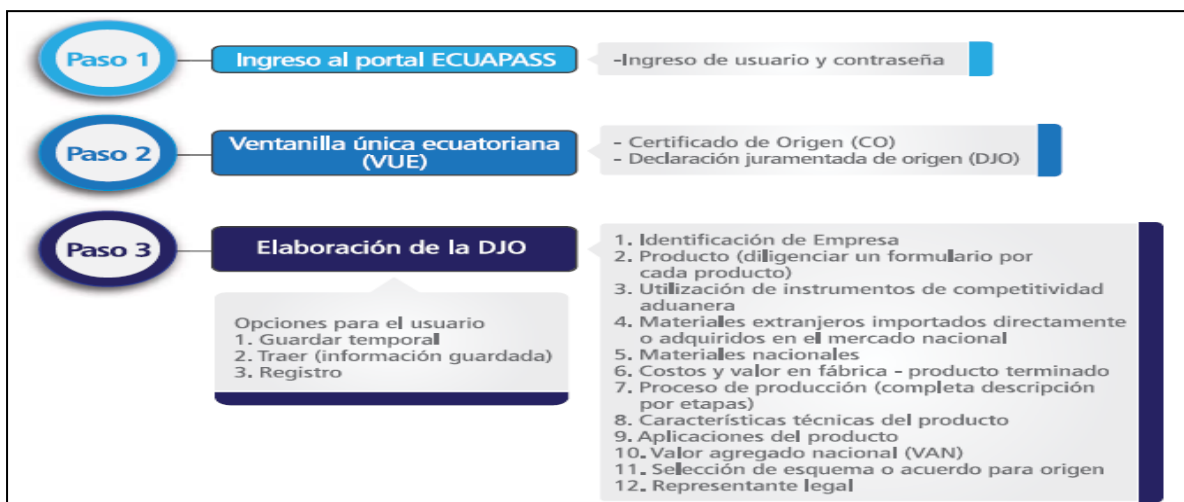 Paso 1
Ingreso al portal ECUAPASS
-Ingreso de usuario y contraseña
Paso 2
Ventanilla única ecuatoriana
(VUE)
- Certificado de Origen (CO)
- Declaración juramentada de origen (DJO)
Paso 3
Elaboración de la DJO
Opciones para el usuario
1. Guardar temporal
2. Traer (información guardada)
3. Registro
1. Identificación de Empresa
2. Producto (diligenciar un formulario por
cada producto)
3. Utilización de instrumentos de competitividad
aduanera
4. Materiales extranjeros importados directamente
o adquiridos en el mercado nacional
5. Materiales nacionales
6. Costos y valor en fábrica - producto terminado
7. Proceso de producción (completa descripción
por etapas)
8. Características técnicas del producto
9. Aplicaciones del producto
10. Valor agregado nacional (VAN)
11. Selección de esquema o acuerdo para origen
12. Representante legal